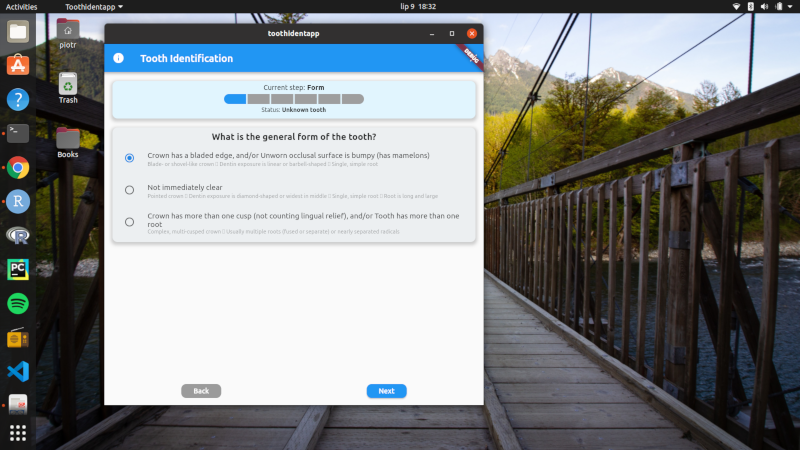 Activities
Toothidentapp
lip 9 18:32
piotr
Trash
Books
toothidentapp
Tooth Identification
Current step: Form
Status: Unknown tooth
What is the general form of the tooth?
Crown has a bladed edge, and/or Unworn occlusal surface is bumpy (has mamelons)
Blade- or shovel-like crown ▯ Dentin exposure is linear or barbell-shaped ▯ Single, simple root
Not immediately clear
Pointed crown ▯ Dentin exposure is diamond-shaped or widest in middle ▯ Single, simple root ▯ Root is long and large
Crown has more than one cusp (not counting lingual relief), and/or Tooth has more than one
root
Complex, multi-cusped crown ▯ Usually multiple roots (fused or separate) or nearly separated radicals
Back
Next
R
R
PC